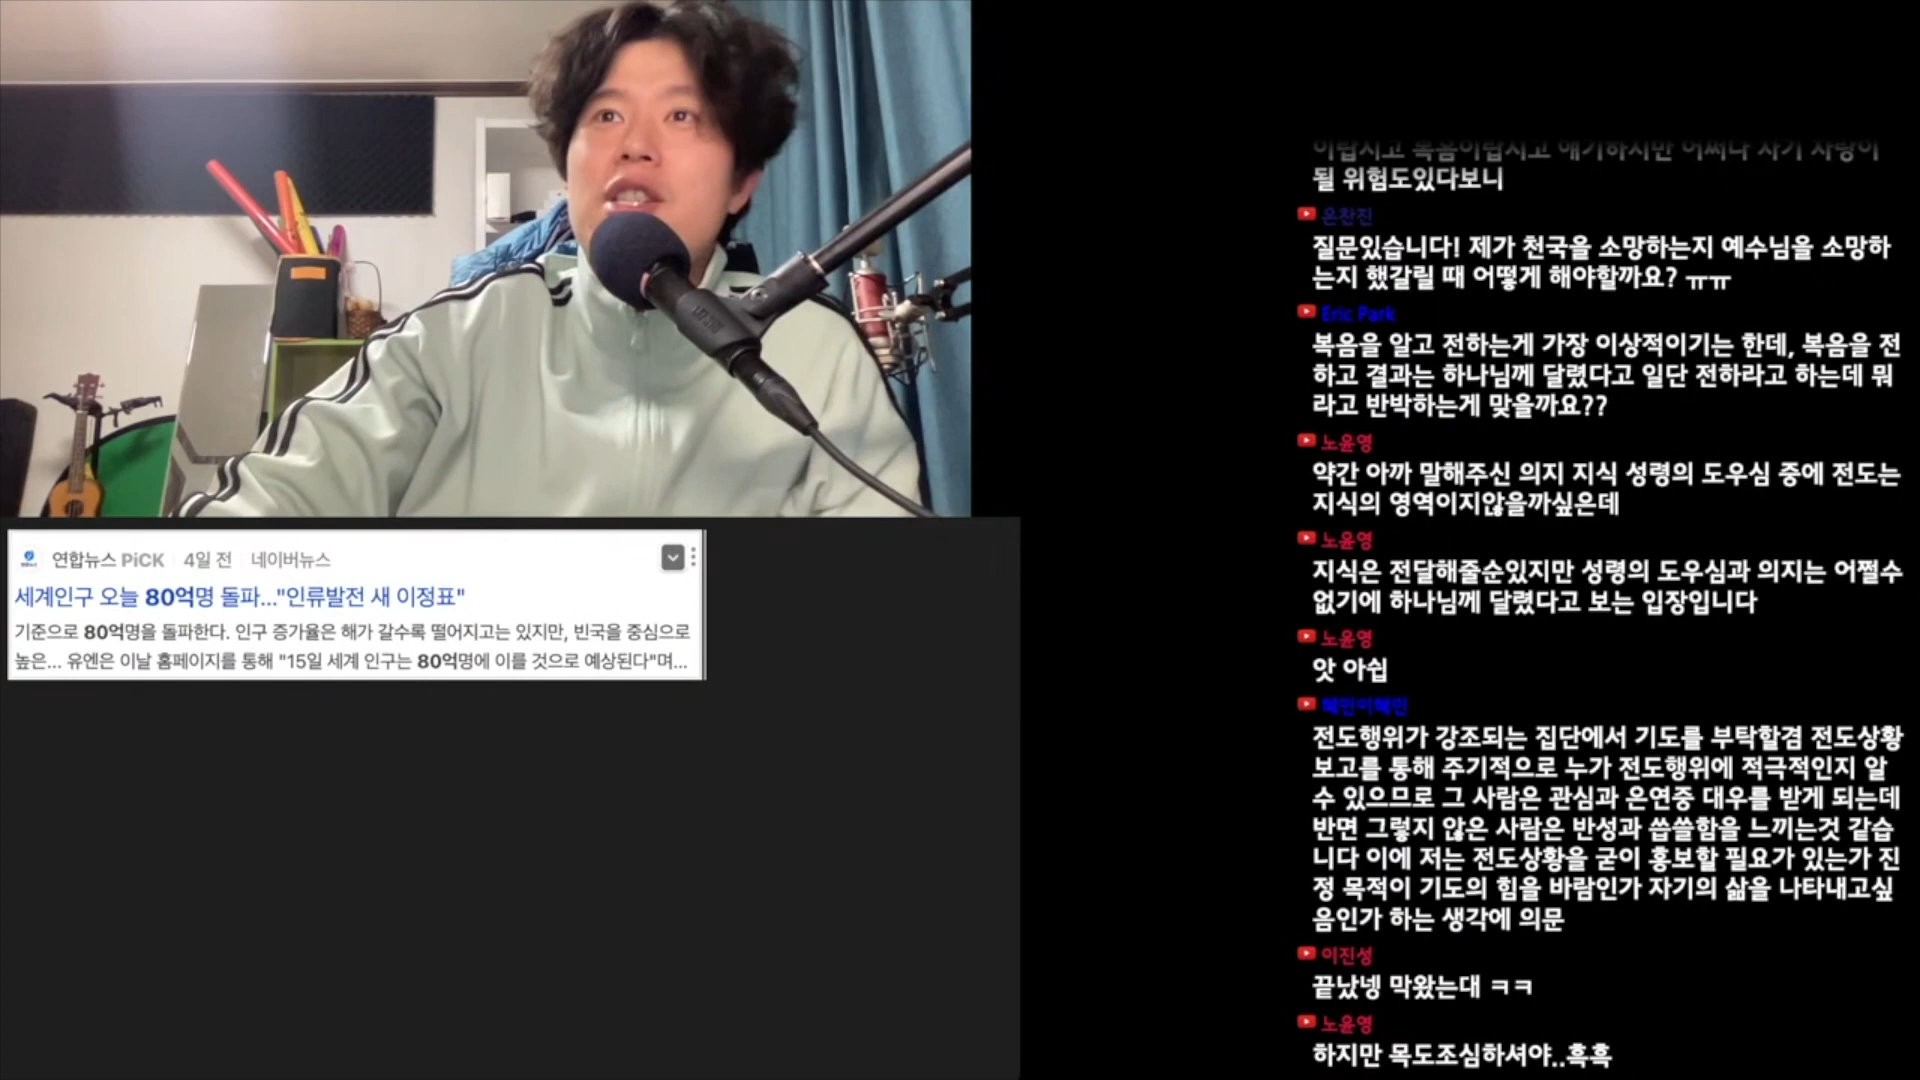 연합뉴스 PiCK 4일 전 네이버뉴스
세계인구 오늘 80억명 돌파..."인류발전 새 이정표"
기준으로 80억명을 돌파한다. 인구 증가율은 해가 갈수록 떨어지고는 있지만, 빈국을 중심으로
높은... 유엔은 이날 홈페이지를 통해 "15일 세계 인구는 80억명에 이를 것으로 예상된다"며...
얘기하시만 어쩌다 자기 자랑이
될 위험도있다보니
은찬진
질문있습니다! 제가 천국을 소망하는지 예수님을 소망하
는지 했갈릴 때 어떻게 해야할까요? ㅠㅠ
Eric Park
복음을 알고 전하는게 가장 이상적이기는 한데, 복음을 전
하고 결과는 하나님께 달렸다고 일단 전하라고 하는데 뭐
라고 반박하는게 맞을까요??
노윤영
약간 아까 말해주신 의지 지식 성령의 도우심 중에 전도는
지식의 영역이지않을까싶은데
노윤영
지식은 전달해줄순있지만 성령의 도우심과 의지는 어쩔수
없기에 하나님께 달렸다고 보는 입장입니다
노윤영
앗 아쉽
혜민이혜민
전도행위가 강조되는 집단에서 기도를 부탁할겸 전도상황
보고를 통해 주기적으로 누가 전도행위에 적극적인지 알
수 있으므로 그 사람은 관심과 은연중 대우를 받게 되는데
반면 그렇지 않은 사람은 반성과 씁쓸함을 느끼는것 같습
니다 이에 저는 전도상황을 굳이 홍보할 필요가 있는가 진
정 목적이 기도의 힘을 바람인가 자기의 삶을 나타내고싶
음인가 하는 생각에 의문
이진성
끝났넹 막왔는대 ㅋㅋ
노윤영
하지만 목도조심하셔야..흑흑